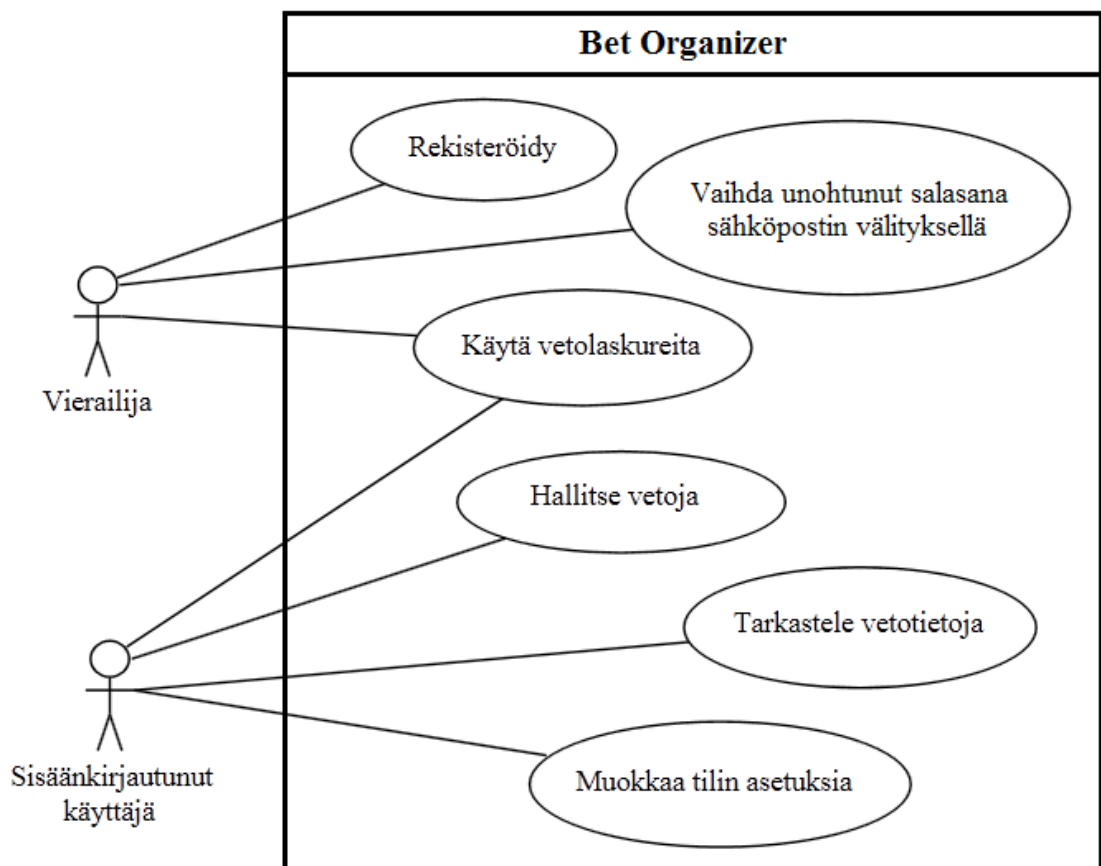 Bet Organizer
Rekisteröidy
Vaihda unohtunut salasana
sähköpostin välityksellä
Käytä vetolaskureita
Vierailija
Hallitse vetoja
Tarkastele vetotietoja
Sisäänkirjautunut
käyttäjä
Muokkaa tilin asetuksia